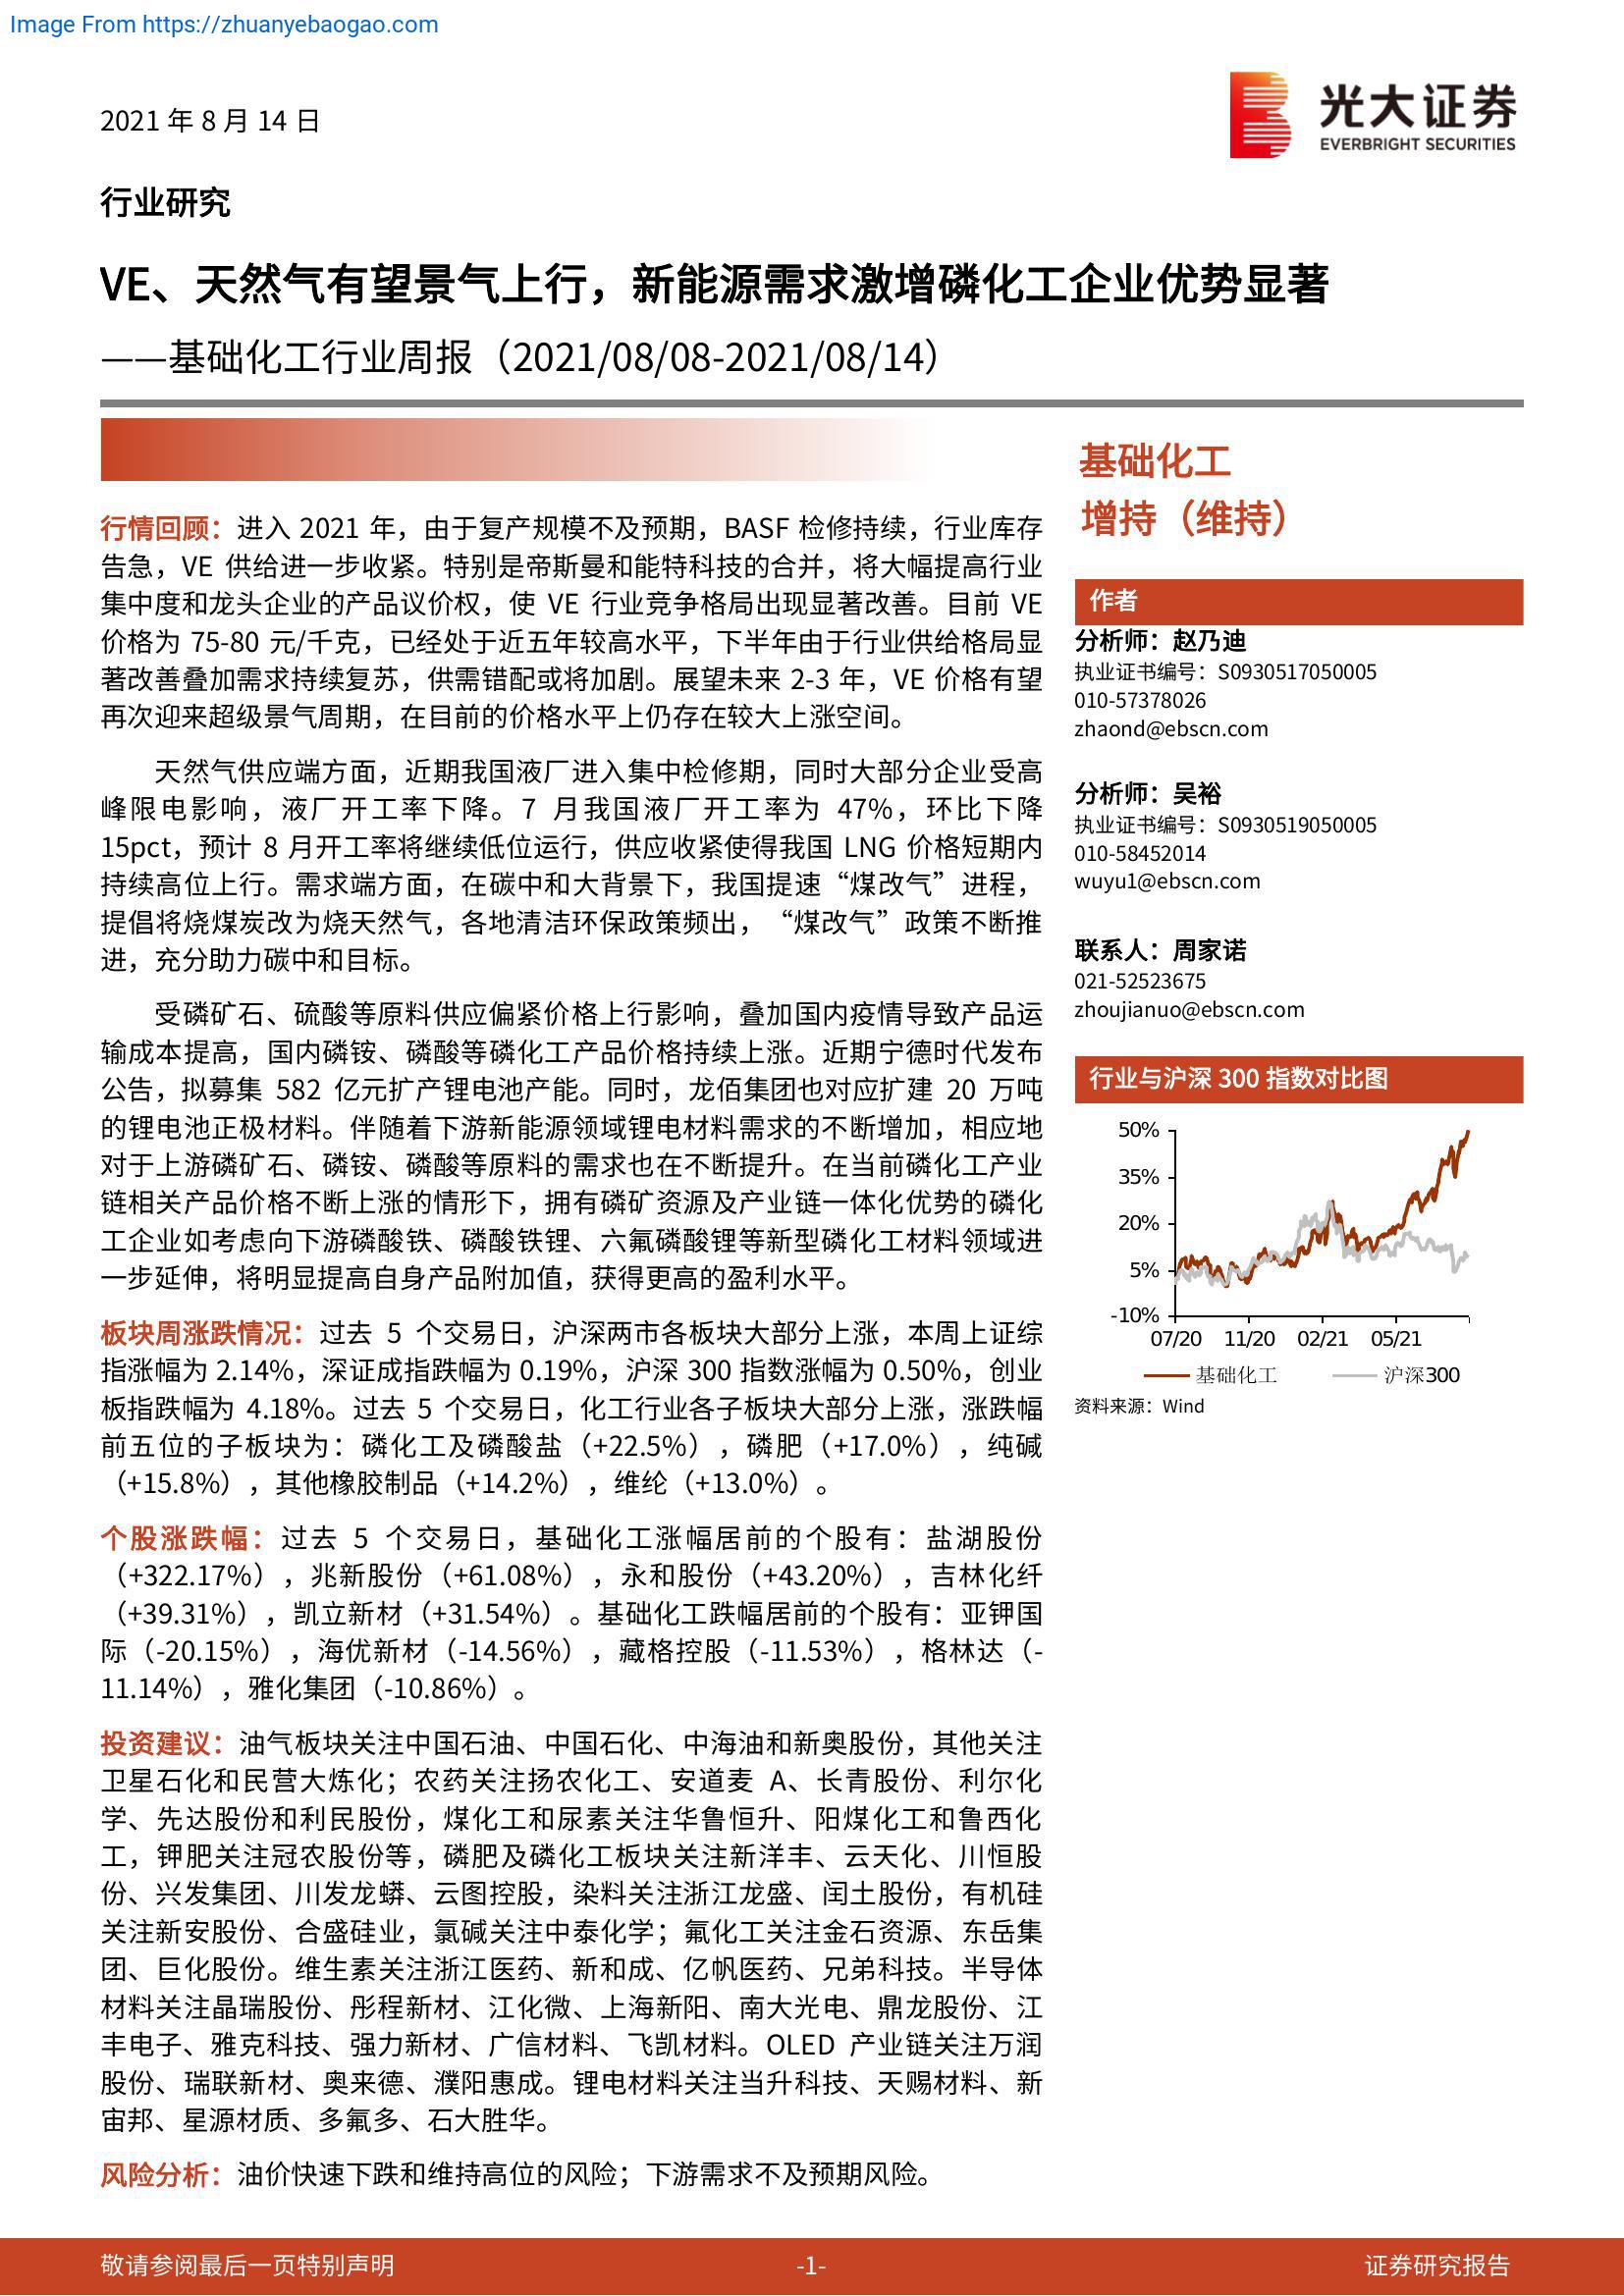 Image From https://zhuanyebaogao.com
2021 年 8 月 14 日
光大证券
EVERBRIGHT SECURITIES
行业研究
VE、天然气有望景气上行，新能源需求激增磷化工企业优势显著
——基础化工行业周报（2021/08/08-2021/08/14）
行情回顾：进入 2021 年，由于复产规模不及预期，BASF 检修持续，行业库存
告急，VE 供给进一步收紧。特别是帝斯曼和能特科技的合并，将大幅提高行业
集中度和龙头企业的产品议价权，使 VE 行业竞争格局出现显著改善。目前 VE
价格为 75-80 元/千克，已经处于近五年较高水平，下半年由于行业供给格局显
著改善叠加需求持续复苏，供需错配或将加剧。展望未来 2-3 年，VE 价格有望
再次迎来超级景气周期，在目前的价格水平上仍存在较大上涨空间。
天然气供应端方面，近期我国液厂进入集中检修期，同时大部分企业受高
峰限电影响，液厂开工率下降。7 月我国液厂开工率为 47%，环比下降
15pct，预计 8 月开工率将继续低位运行，供应收紧使得我国 LNG 价格短期内
持续高位上行。需求端方面，在碳中和大背景下，我国提速“煤改气”进程，
提倡将烧煤炭改为烧天然气，各地清洁环保政策频出，“煤改气”政策不断推
进，充分助力碳中和目标。
受磷矿石、硫酸等原料供应偏紧价格上行影响，叠加国内疫情导致产品运
输成本提高，国内磷铵、磷酸等磷化工产品价格持续上涨。近期宁德时代发布
公告，拟募集 582 亿元扩产锂电池产能。同时，龙佰集团也对应扩建 20 万吨
的锂电池正极材料。伴随着下游新能源领域锂电材料需求的不断增加，相应地
对于上游磷矿石、磷铵、磷酸等原料的需求也在不断提升。在当前磷化工产业
链相关产品价格不断上涨的情形下，拥有磷矿资源及产业链一体化优势的磷化
工企业如考虑向下游磷酸铁、磷酸铁锂、六氟磷酸锂等新型磷化工材料领域进
一步延伸，将明显提高自身产品附加值，获得更高的盈利水平。
板块周涨跌情况：过去 5 个交易日，沪深两市各板块大部分上涨，本周上证综
指涨幅为 2.14%，深证成指跌幅为 0.19%，沪深 300 指数涨幅为 0.50%，创业
板指跌幅为 4.18%。过去 5 个交易日，化工行业各子板块大部分上涨，涨跌幅
前五位的子板块为：磷化工及磷酸盐（+22.5%），磷肥（+17.0%），纯碱
（+15.8%），其他橡胶制品（+14.2%），维纶（+13.0%）。
个股涨跌幅：过去 5 个交易日，基础化工涨幅居前的个股有：盐湖股份
（+322.17%），兆新股份（+61.08%），永和股份（+43.20%），吉林化纤
（+39.31%），凯立新材（+31.54%）。基础化工跌幅居前的个股有：亚钾国
际（-20.15%），海优新材（-14.56%），藏格控股（-11.53%），格林达（-
11.14%），雅化集团（-10.86%）。
投资建议：油气板块关注中国石油、中国石化、中海油和新奥股份，其他关注
卫星石化和民营大炼化；农药关注扬农化工、安道麦 A、长青股份、利尔化
学、先达股份和利民股份，煤化工和尿素关注华鲁恒升、阳煤化工和鲁西化
工，钾肥关注冠农股份等，磷肥及磷化工板块关注新洋丰、云天化、川恒股
份、兴发集团、川发龙蟒、云图控股，染料关注浙江龙盛、闰土股份，有机硅
关注新安股份、合盛硅业，氯碱关注中泰化学；氟化工关注金石资源、东岳集
团、巨化股份。维生素关注浙江医药、新和成、亿帆医药、兄弟科技。半导体
材料关注晶瑞股份、彤程新材、江化微、上海新阳、南大光电、鼎龙股份、江
丰电子、雅克科技、强力新材、广信材料、飞凯材料。OLED 产业链关注万润
股份、瑞联新材、奥来德、濮阳惠成。锂电材料关注当升科技、天赐材料、新
宙邦、星源材质、多氟多、石大胜华。
风险分析：油价快速下跌和维持高位的风险；下游需求不及预期风险。
基础化工
增持（维持）
作者
分析师：赵乃迪
执业证书编号：S0930517050005
010-57378026
zhaond@ebscn.com
分析师：吴裕
执业证书编号：S0930519050005
010-58452014
wuyu1@ebscn.com
联系人：周家诺
021-52523675
zhoujianuo@ebscn.com
行业与沪深 300 指数对比图
50%
35%
20%
5%
-10%
07/20 11/20 02/21 05/21
基础化工 沪深300
资料来源：Wind
敬请参阅最后一页特别声明 -1- 证券研究报告